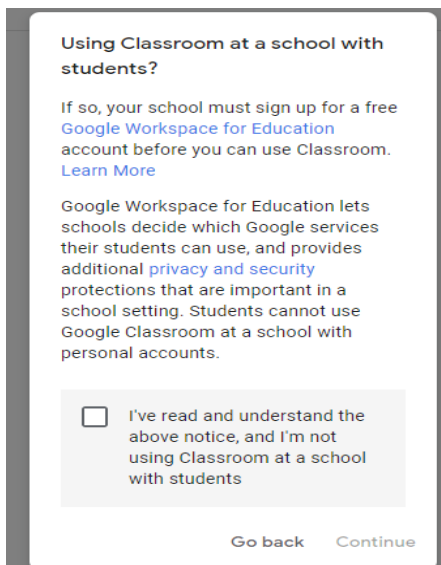 Using Classroom at a school with
students?
If so, your school must sign up for a free
Google Workspace for Education
account before you can use Classroom.
Learn More
Google Workspace for Education lets
schools decide which Google services
their students can use, and provides
additional privacy and security
protections that are important in a
school setting. Students cannot use
Google Classroom at a school with
personal accounts.
I've read and understand the
above notice, and I'm not
using Classroom at a school
with students
Go back Continue